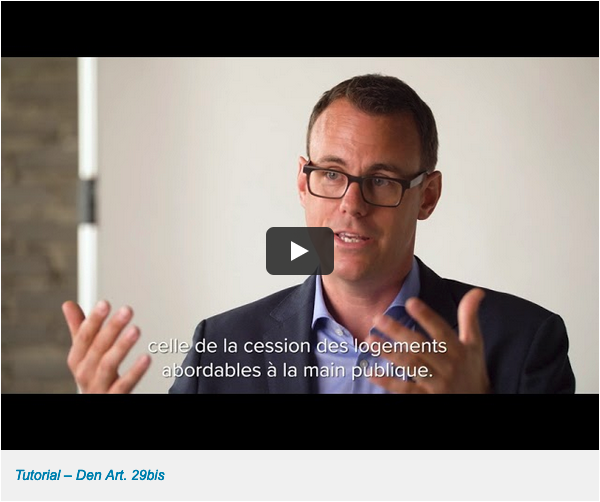 celle de la cession des logements
abordables à la main publique.
Tutorial – Den Art. 29bis